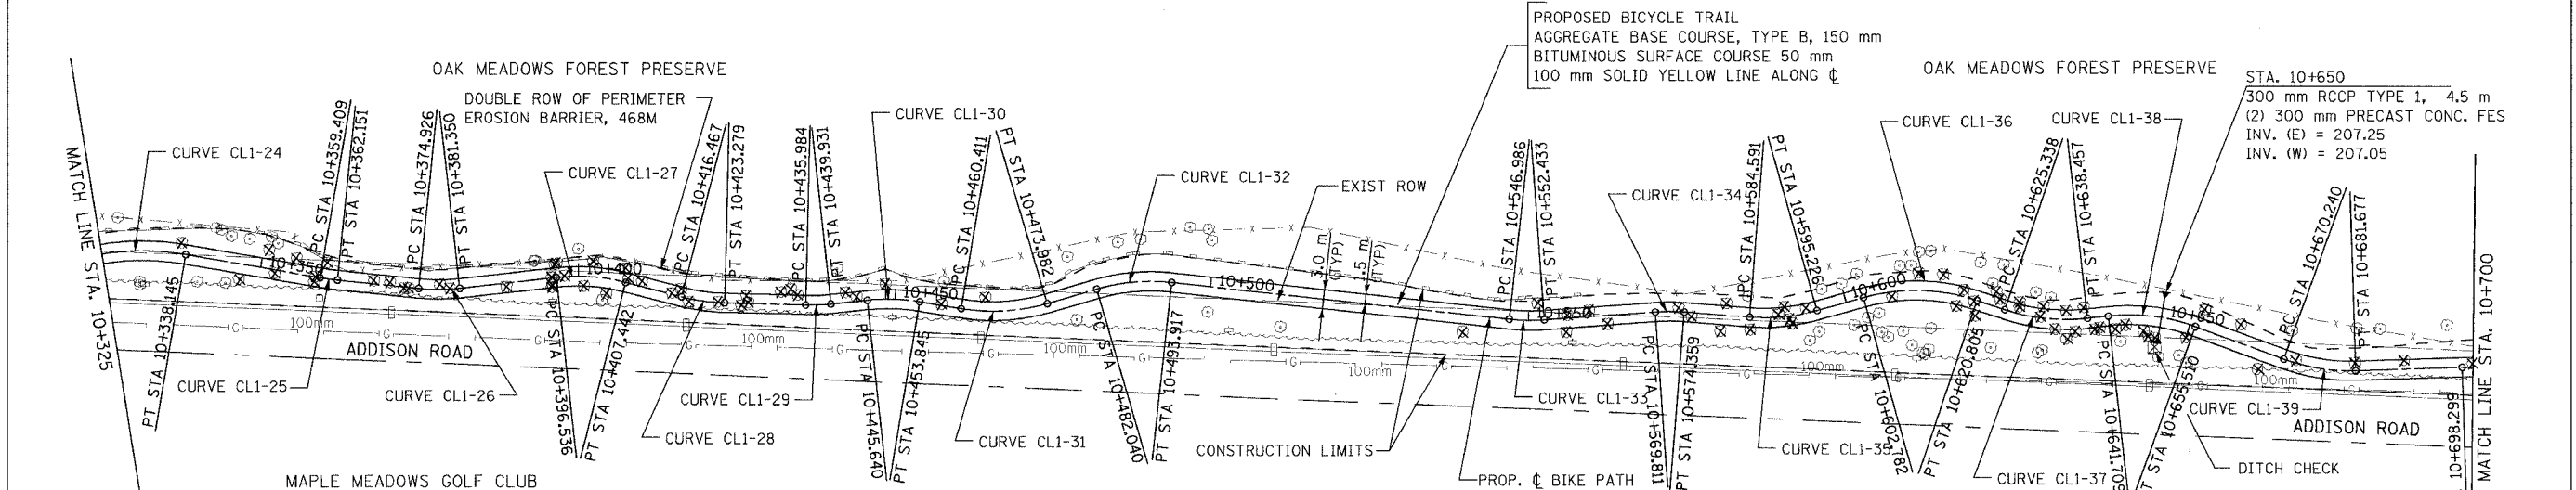 PROPOSED BICYCLE TRAIL
AGGREGATE BASE COURSE, TYPE B, 150 mm
BITUMINOUS SURFACE COURSE 50 mm
100 mm SOLID YELLOW LINE ALONG ℄
OAK MEADOWS FOREST PRESERVE
OAK MEADOWS FOREST PRESERVE
STA. 10+650
300 mm RCCP TYPE 1, 4.5 m
(2) 300 mm PRECAST CONC. FES
INV. (E) = 207.25
INV. (W) = 207.05
DOUBLE ROW OF PERIMETER
EROSION BARRIER, 468M
CURVE CL1-24
CURVE CL1-27
CURVE CL1-30
CURVE CL1-32
EXIST ROW
CURVE CL1-34
CURVE CL1-36
CURVE CL1-38
MATCH LINE STA. 10+325
PC STA 10+359.409
PT STA 10+362.151
PC STA 10+374.926
PT STA 10+381.350
PC STA 10+416.467
PT STA 10+423.279
PC STA 10+435.984
PT STA 10+439.931
PC STA 10+460.411
PT STA 10+473.982
PC STA 10+546.986
PT STA 10+552.433
PC STA 10+584.591
PT STA 10+595.226
PC STA 10+625.338
PT STA 10+638.457
PC STA 10+670.240
PT STA 10+681.677
MATCH LINE STA. 10+700
3.0 m
(TYP)
1.5 m
(TYP)
10+350
10+400
10+450
10+500
10+550
10+600
10+650
100mm
100mm
100mm
100mm
100mm
100mm
G
G
G
G
G
G
ADDISON ROAD
ADDISON ROAD
PT STA 10+338.145
PC STA 10+396.536
PT STA 10+407.442
PC STA 10+445.640
PT STA 10+453.845
PC STA 10+482.040
PT STA 10+493.917
PC STA 10+569.811
PT STA 10+574.359
PC STA 10+602.782
PT STA 10+620.805
PC STA 10+641.709
PT STA 10+655.510
10+698.299
CURVE CL1-25
CURVE CL1-26
CURVE CL1-28
CURVE CL1-29
CURVE CL1-31
CURVE CL1-33
CURVE CL1-35
CURVE CL1-37
CURVE CL1-39
CONSTRUCTION LIMITS
PROP. ℄ BIKE PATH
DITCH CHECK
MAPLE MEADOWS GOLF CLUB